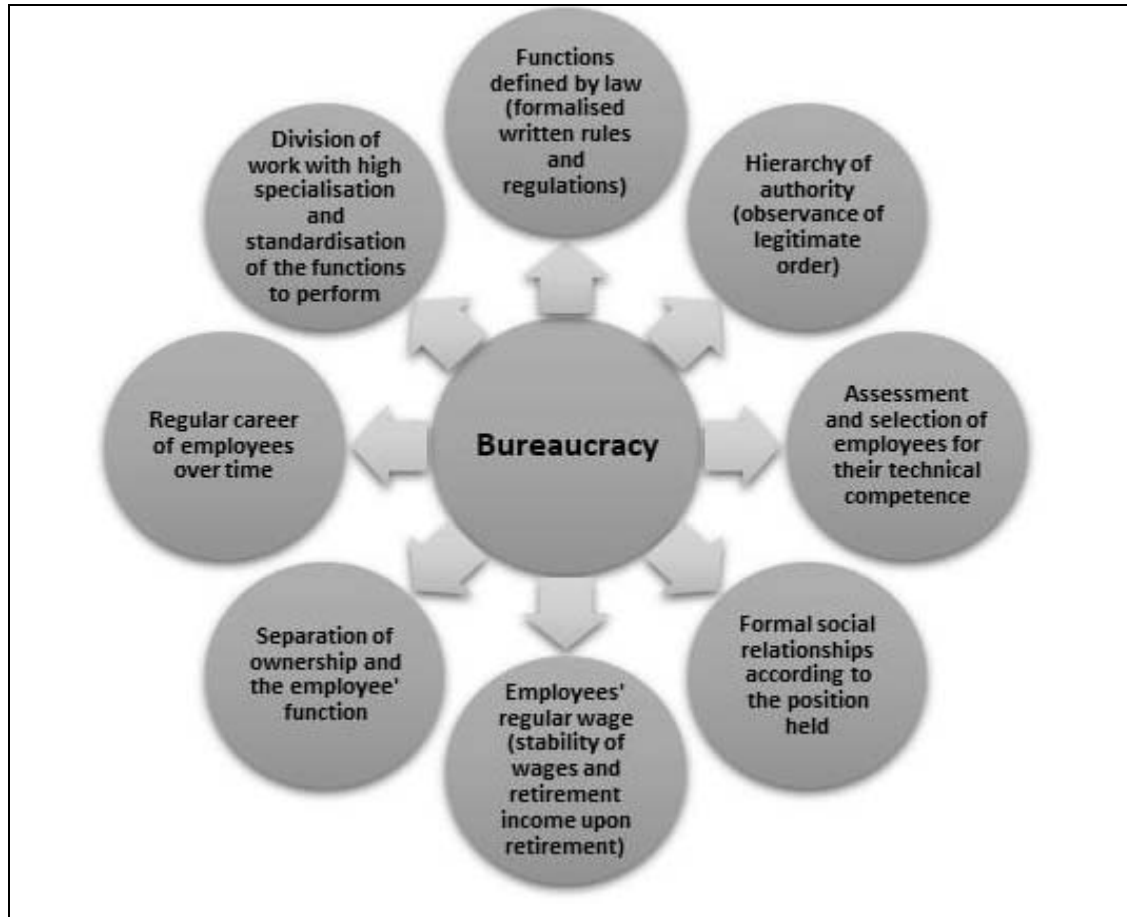 Functions
defined by law
(formalised
written rules
and
regulations)
Hierarchy of
authority
(observance of
legitimate
order)
Assessment
and selection of
employees for
their technical
competence
Formal social
relationships
according to
the position
held
Employees'
regular wage
(stability of
wages and
retirement
income upon
retirement)
Separation of
ownership and
the employee'
function
Regular career
of employees
over time
Division of
work with high
specialisation
and
standardisation
of the functions
to perform
Bureaucracy